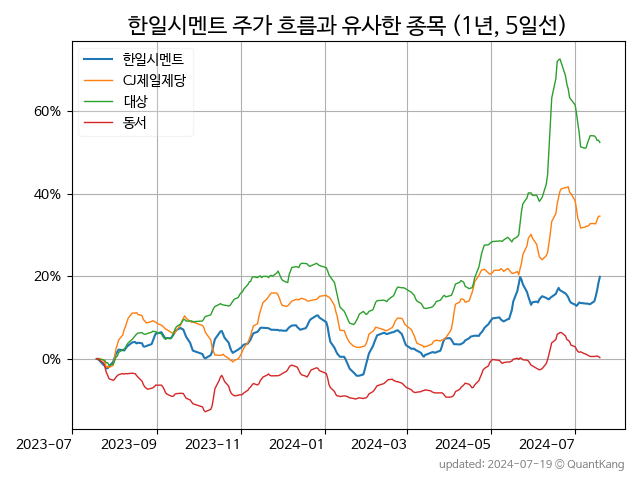 한일시멘트 주가 흐름과 유사한 종목 (1년, 5일선)
한일시멘트
CJ제일제당
대상
동서
60%
40%
20%
0%
2023-07 2023-09 2023-11 2024-01 2024-03 2024-05 2024-07
updated: 2024-07-19 © QuantKang